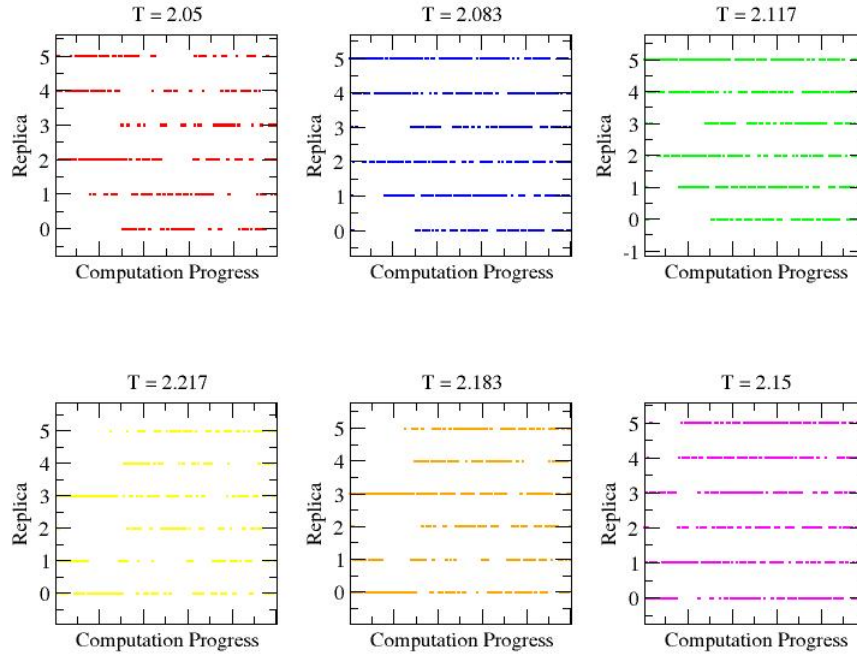 T = 2.05
T = 2.083
T = 2.117
Replica
5
4
3
2
1
0
Computation Progress
Replica
5
4
3
2
1
0
Computation Progress
Replica
5
4
3
2
1
0
-1
Computation Progress
T = 2.217
T = 2.183
T = 2.15
Replica
5
4
3
2
1
0
Computation Progress
Replica
5
4
3
2
1
0
Computation Progress
Replica
5
4
3
2
1
0
Computation Progress